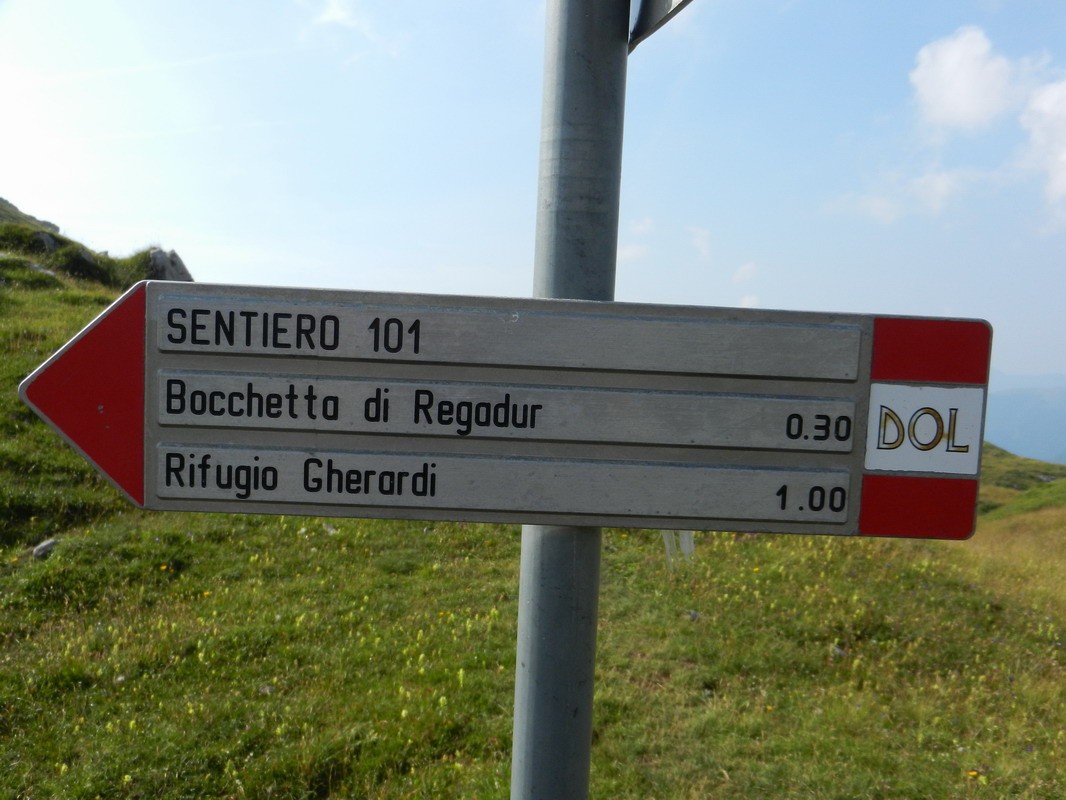 SENTIERO 101
Bocchetta di Regadur 0.30
Rifugio Gherardi 1.00
DOL